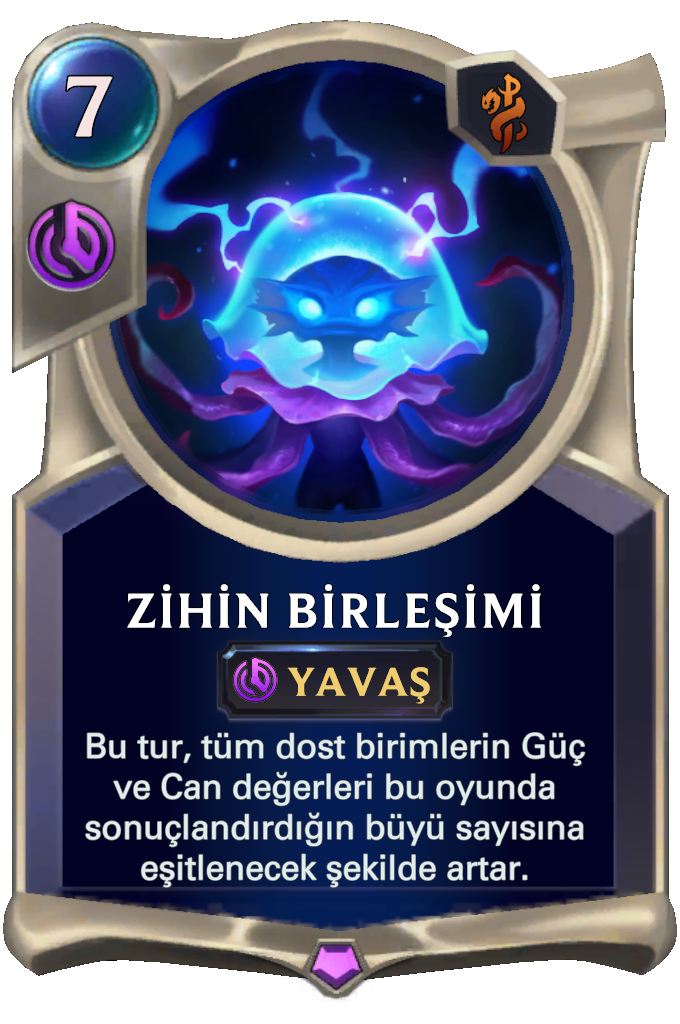 7
ZİHİN BİRLEŞİMİ
YAVAŞ
Bu tur, tüm dost birimlerin Güç
ve Can değerleri bu oyunda
sonuçlandırdığın büyü sayısına
eşitlenecek şekilde artar.